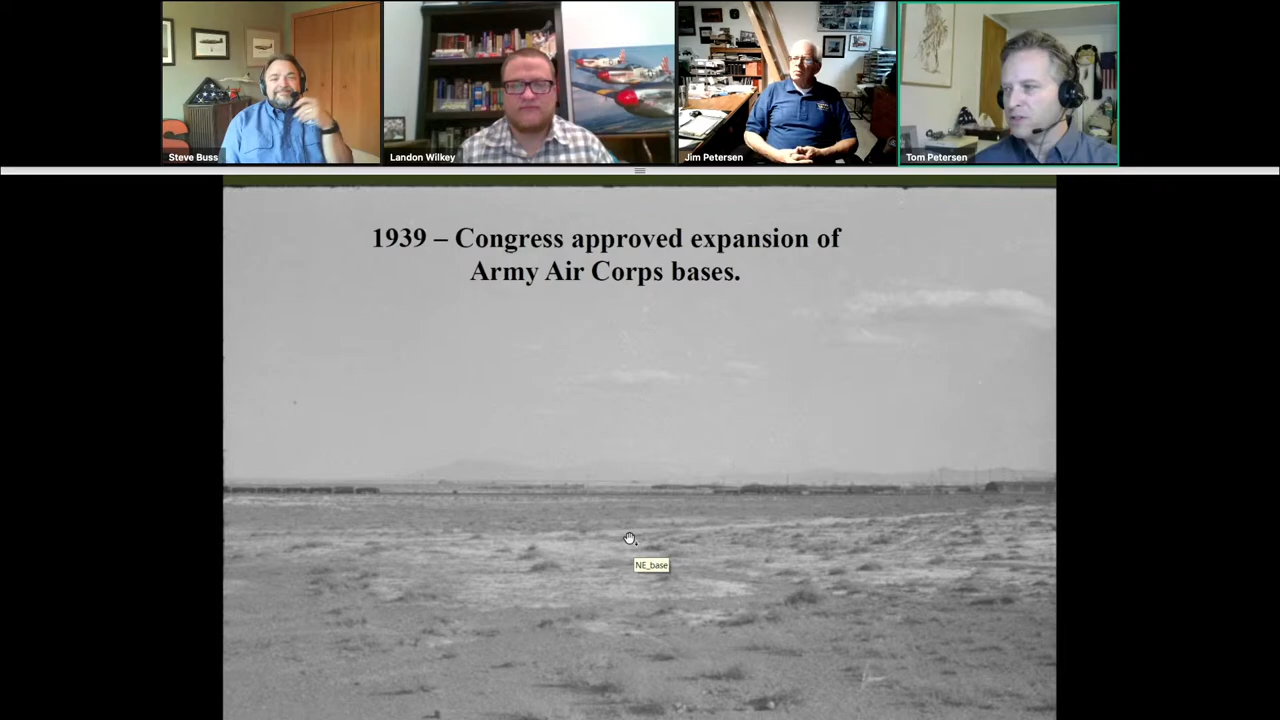 Steve Buss
Landon Wilkey
Jim Petersen
Tom Petersen
1939 – Congress approved expansion of
Army Air Corps bases.
NE_base